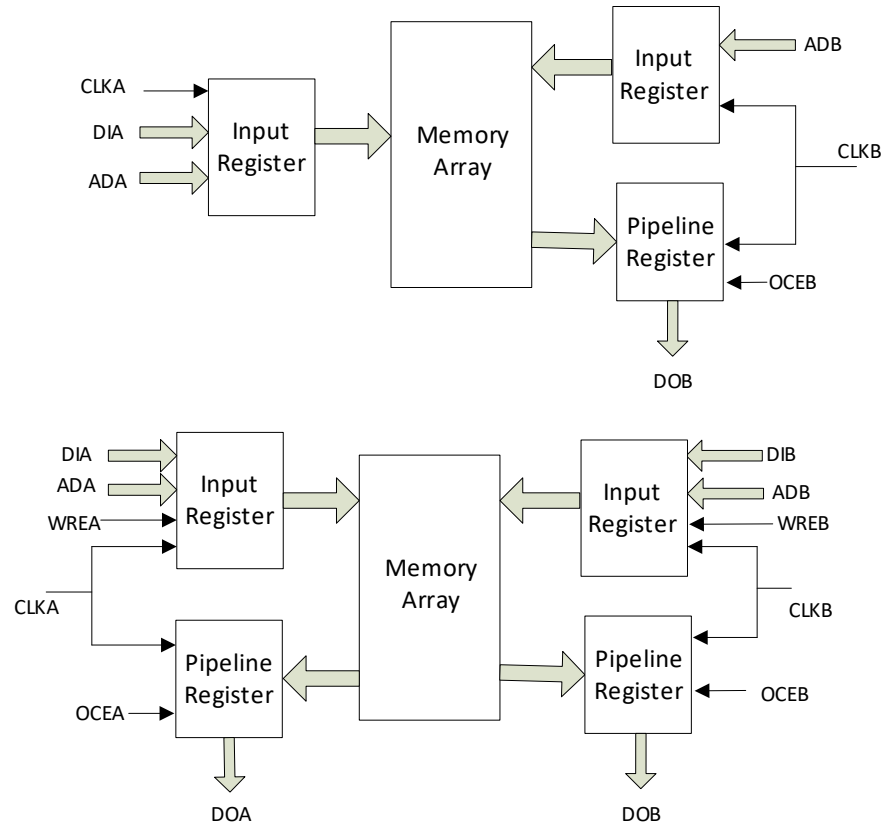 ADB
Input
Register
CLKA
DIA
ADA
Input
Register
Memory
Array
CLKB
Pipeline
Register
OCEB
DOB
DIA
ADA
WREA
CLKA
Input
Register
Memory
Array
Input
Register
DIB
ADB
WREB
CLKB
Pipeline
Register
OCEA
DOA
Pipeline
Register
OCEB
DOB